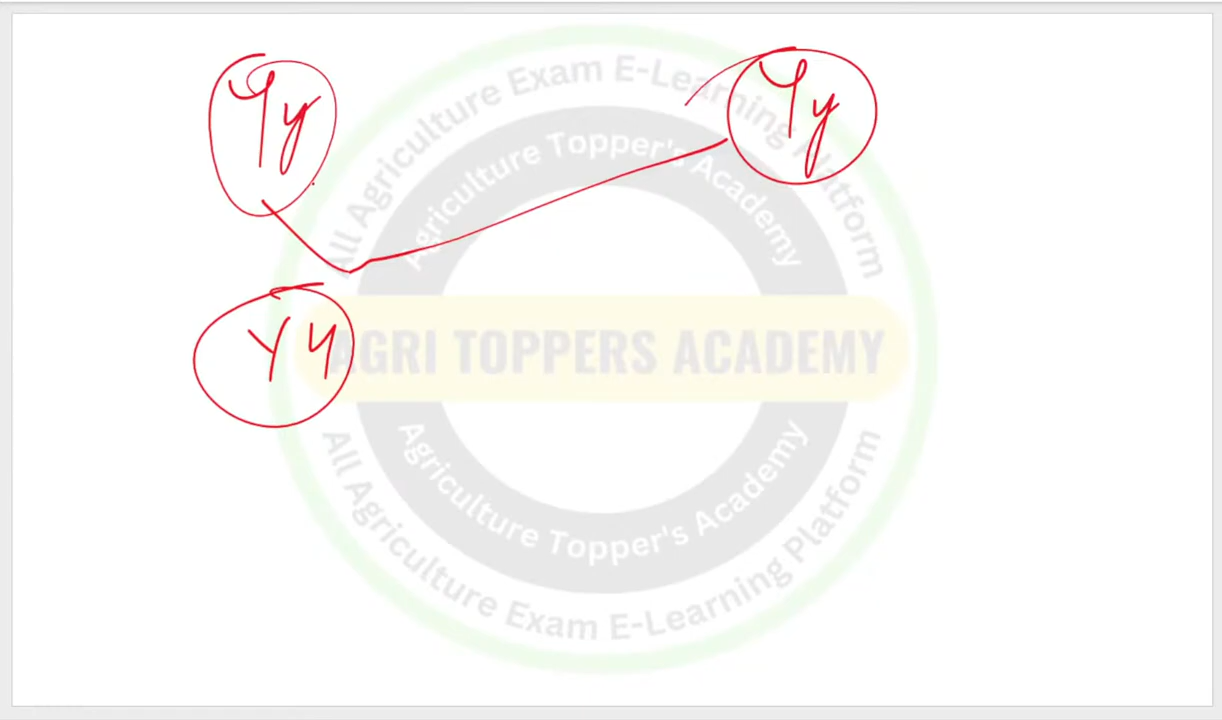 Yy Yy
YY
All Agriculture Exam E-Learning Platform
Agriculture Topper's Academy
AGRI TOPPERS ACADEMY
Agriculture Topper's Academy
All Agriculture Exam E-Learning Platform